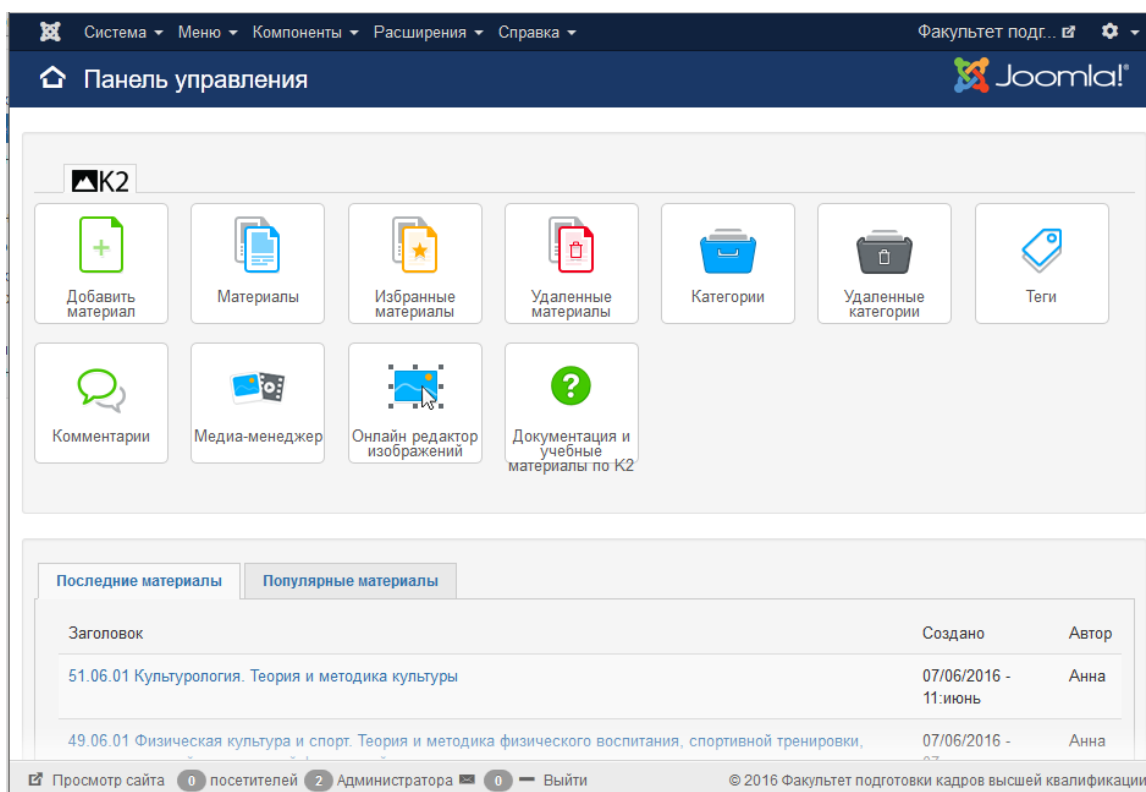 Система Меню Компоненты Расширения Справка Факультет подг...
Панель управления Joomla!
K2
Добавить
материал
Материалы
Избранные
материалы
Удаленные
материалы
Категории
Удаленные
категории
Теги
Комментарии
Медиа-менеджер
Онлайн редактор
изображений
Документация и
учебные
материалы по K2
Последние материалы Популярные материалы
Заголовок Создано Автор
51.06.01 Культурология. Теория и методика культуры 07/06/2016 - Анна
11:июнь
49.06.01 Физическая культура и спорт. Теория и методика физического воспитания, спортивной тренировки, 07/06/2016 - Анна
Просмотр сайта 0 посетителей 2 Администратора 0 Выйти © 2016 Факультет подготовки кадров высшей квалификации